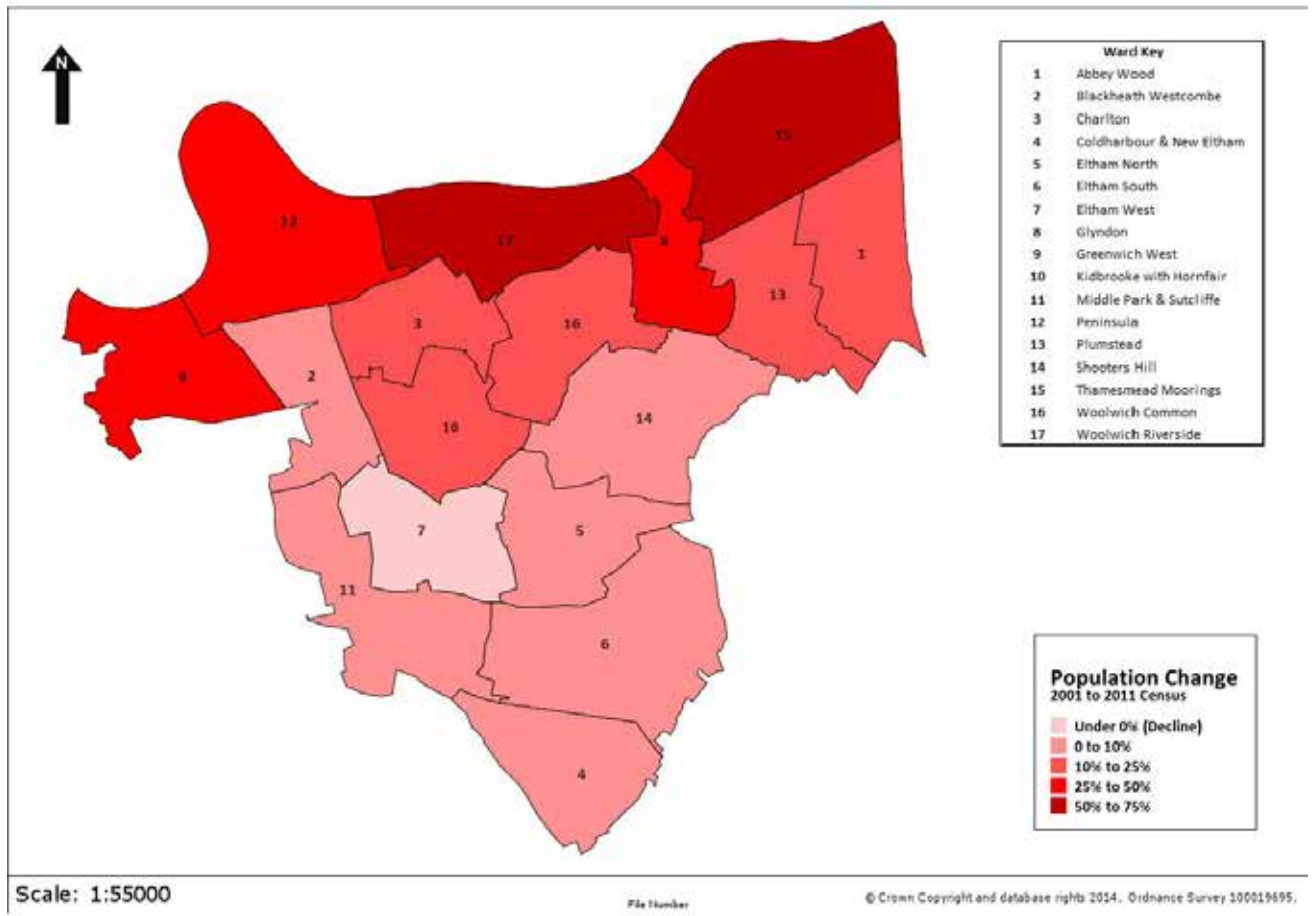 N
Ward Key
1 Abbey Wood
2 Blackheath Westcombe
3 Charlton
4 Coldharbour & New Eltham
5 Eltham North
6 Eltham South
7 Eltham West
8 Glyndon
9 Greenwich West
10 Kidbrooke with Hornfair
11 Middle Park & Sutcliffe
12 Peninsula
13 Plumstead
14 Shooters Hill
15 Thamesmead Moorings
16 Woolwich Common
17 Woolwich Riverside
15
12
17
8
1
13
3
16
2
9
14
10
7
5
11
6
4
Population Change
2001 to 2011 Census
Under 0% (Decline)
0 to 10%
10% to 25%
25% to 50%
50% to 75%
Scale: 1:55000
File Number
© Crown Copyright and database rights 2014. Ordnance Survey 100019695.